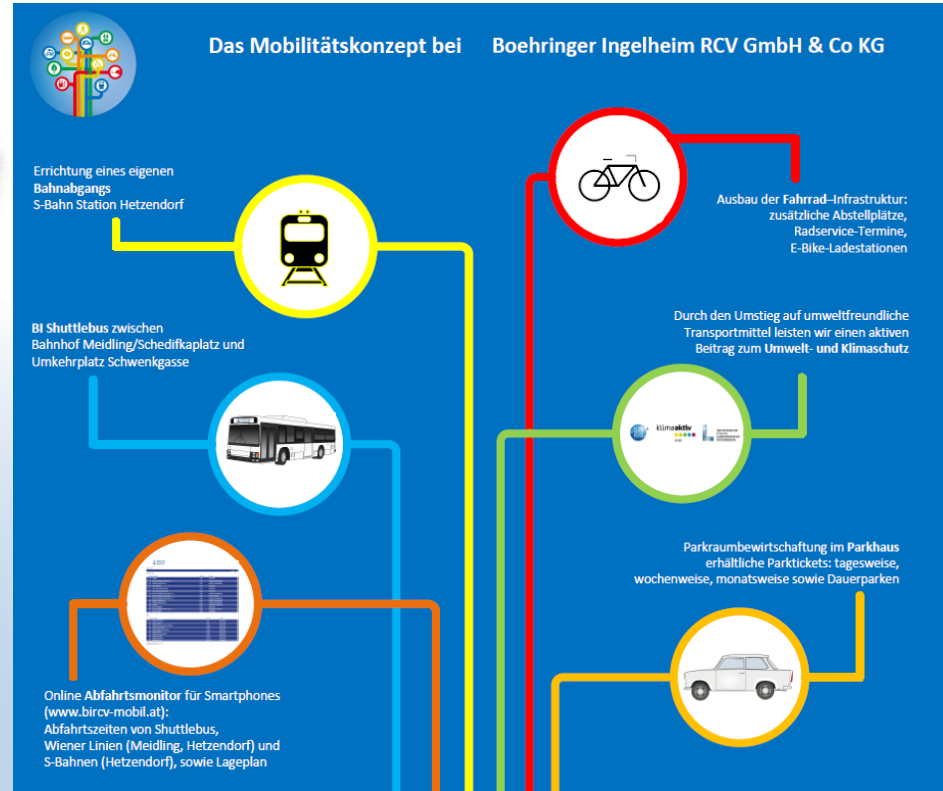 Das Mobilitätskonzept bei Boehringer Ingelheim RCV GmbH & Co KG
Errichtung eines eigenen
Bahnabgangs
S-Bahn Station Hetzendorf
Ausbau der Fahrrad–Infrastruktur:
zusätzliche Abstellplätze,
Radservice-Termine,
E-Bike-Ladestationen
BI Shuttlebus zwischen
Bahnhof Meidling/Schedifkaplatz und
Umkehrplatz Schwenkgasse
Durch den Umstieg auf umweltfreundliche
Transportmittel leisten wir einen aktiven
Beitrag zum Umwelt- und Klimaschutz
klimaaktiv
Online Abfahrtsmonitor für Smartphones
(www.bircv-mobil.at):
Abfahrtszeiten von Shuttlebus,
Wiener Linien (Meidling, Hetzendorf) und
S-Bahnen (Hetzendorf), sowie Lageplan
Parkraumbewirtschaftung im Parkhaus
erhältliche Parktickets: tagesweise,
wochenweise, monatsweise sowie Dauerparken